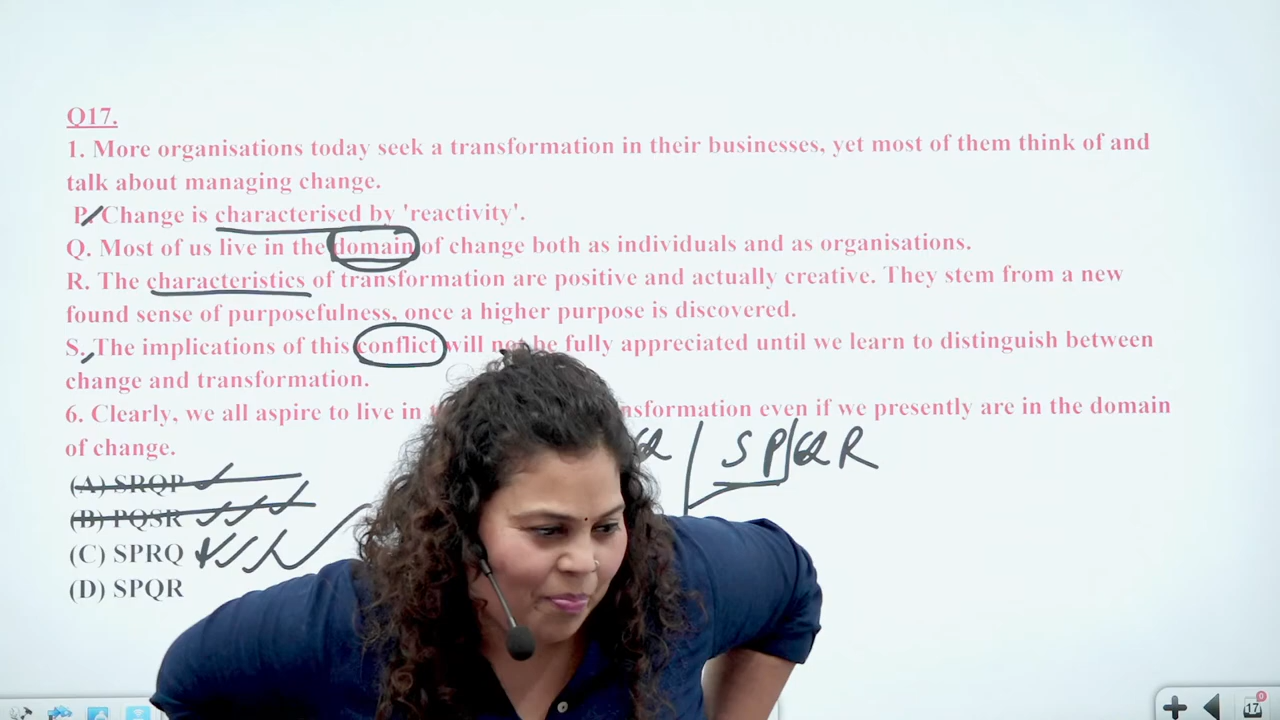 Q17.
1. More organisations today seek a transformation in their businesses, yet most of them think of and
talk about managing change.
P. Change is characterised by 'reactivity'.
Q. Most of us live in the domain of change both as individuals and as organisations.
R. The characteristics of transformation are positive and actually creative. They stem from a new
found sense of purposefulness, once a higher purpose is discovered.
S. The implications of this conflict will not be fully appreciated until we learn to distinguish between
change and transformation.
6. Clearly, we all aspire to live in nsformation even if we presently are in the domain
of change.
Q SPQR
(A) SRQP
(B) PQSR
(C) SPRQ
(D) SPQR
17
0